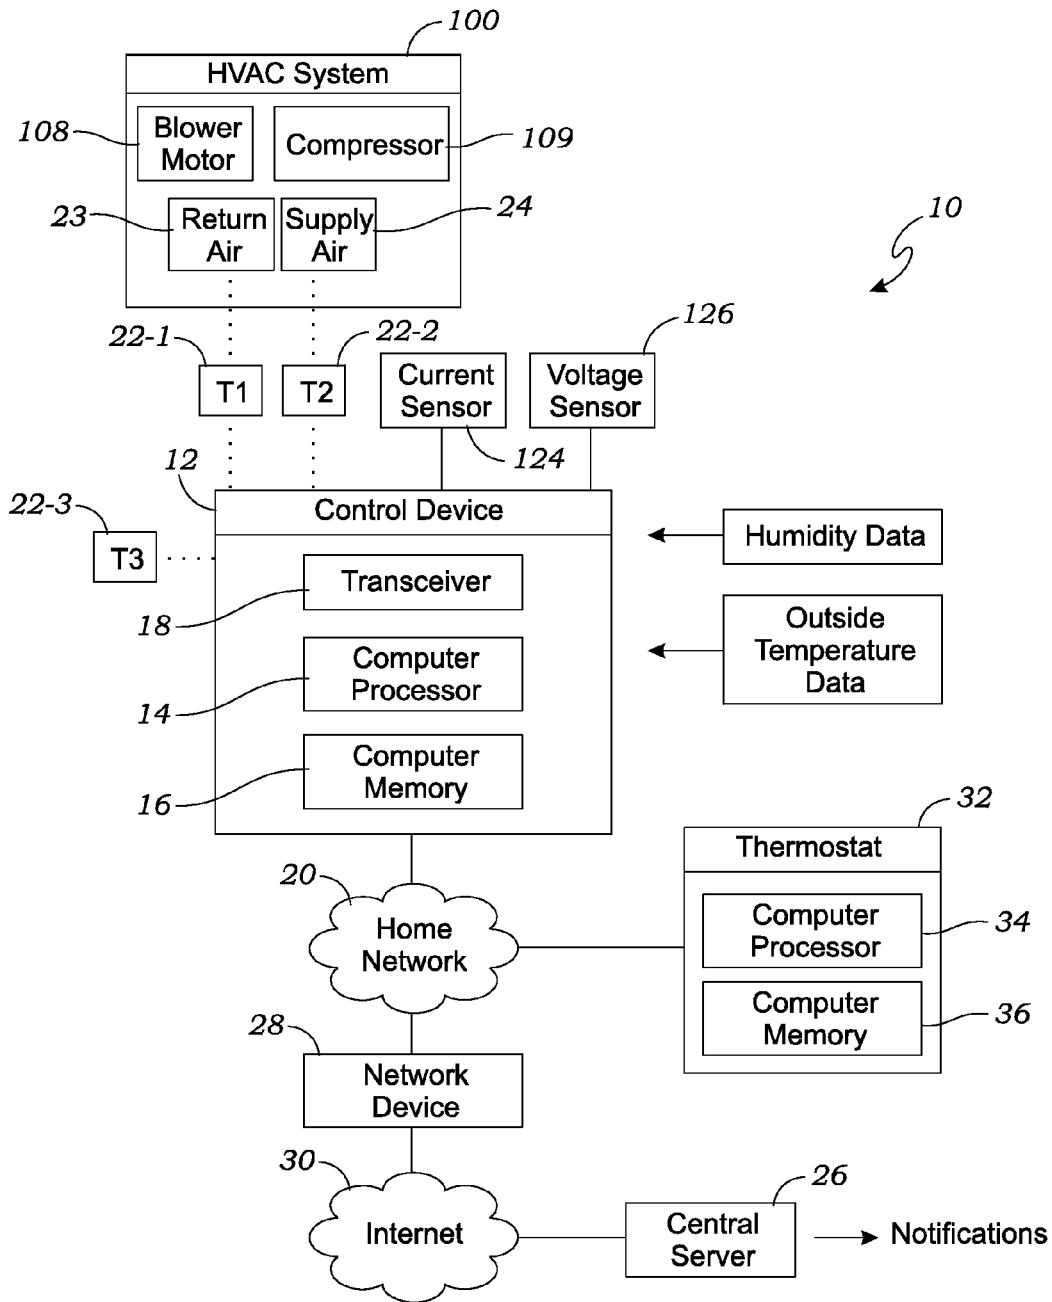 100
HVAC System
108
Blower
Motor
Compressor
109
23
Return
Air
Supply
Air
24
10
22-1
22-2
126
T1
T2
Current
Sensor
Voltage
Sensor
124
12
22-3
Control Device
T3
Humidity Data
Transceiver
18
Outside
Temperature
Data
Computer
Processor
14
Computer
Memory
16
32
Thermostat
20
Home
Network
Computer
Processor
34
Computer
Memory
36
28
Network
Device
30
Internet
26
Central
Server
Notifications